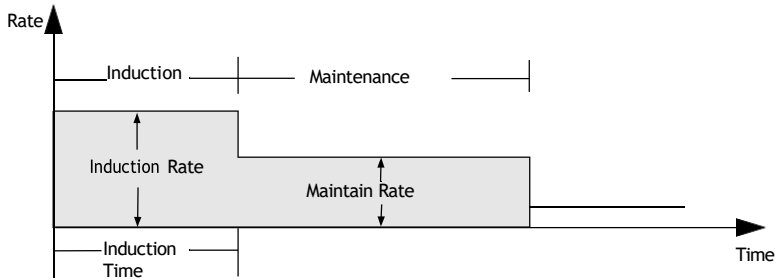 Rate
Induction
Maintenance
Induction Rate
Maintain Rate
Induction
Time
Time